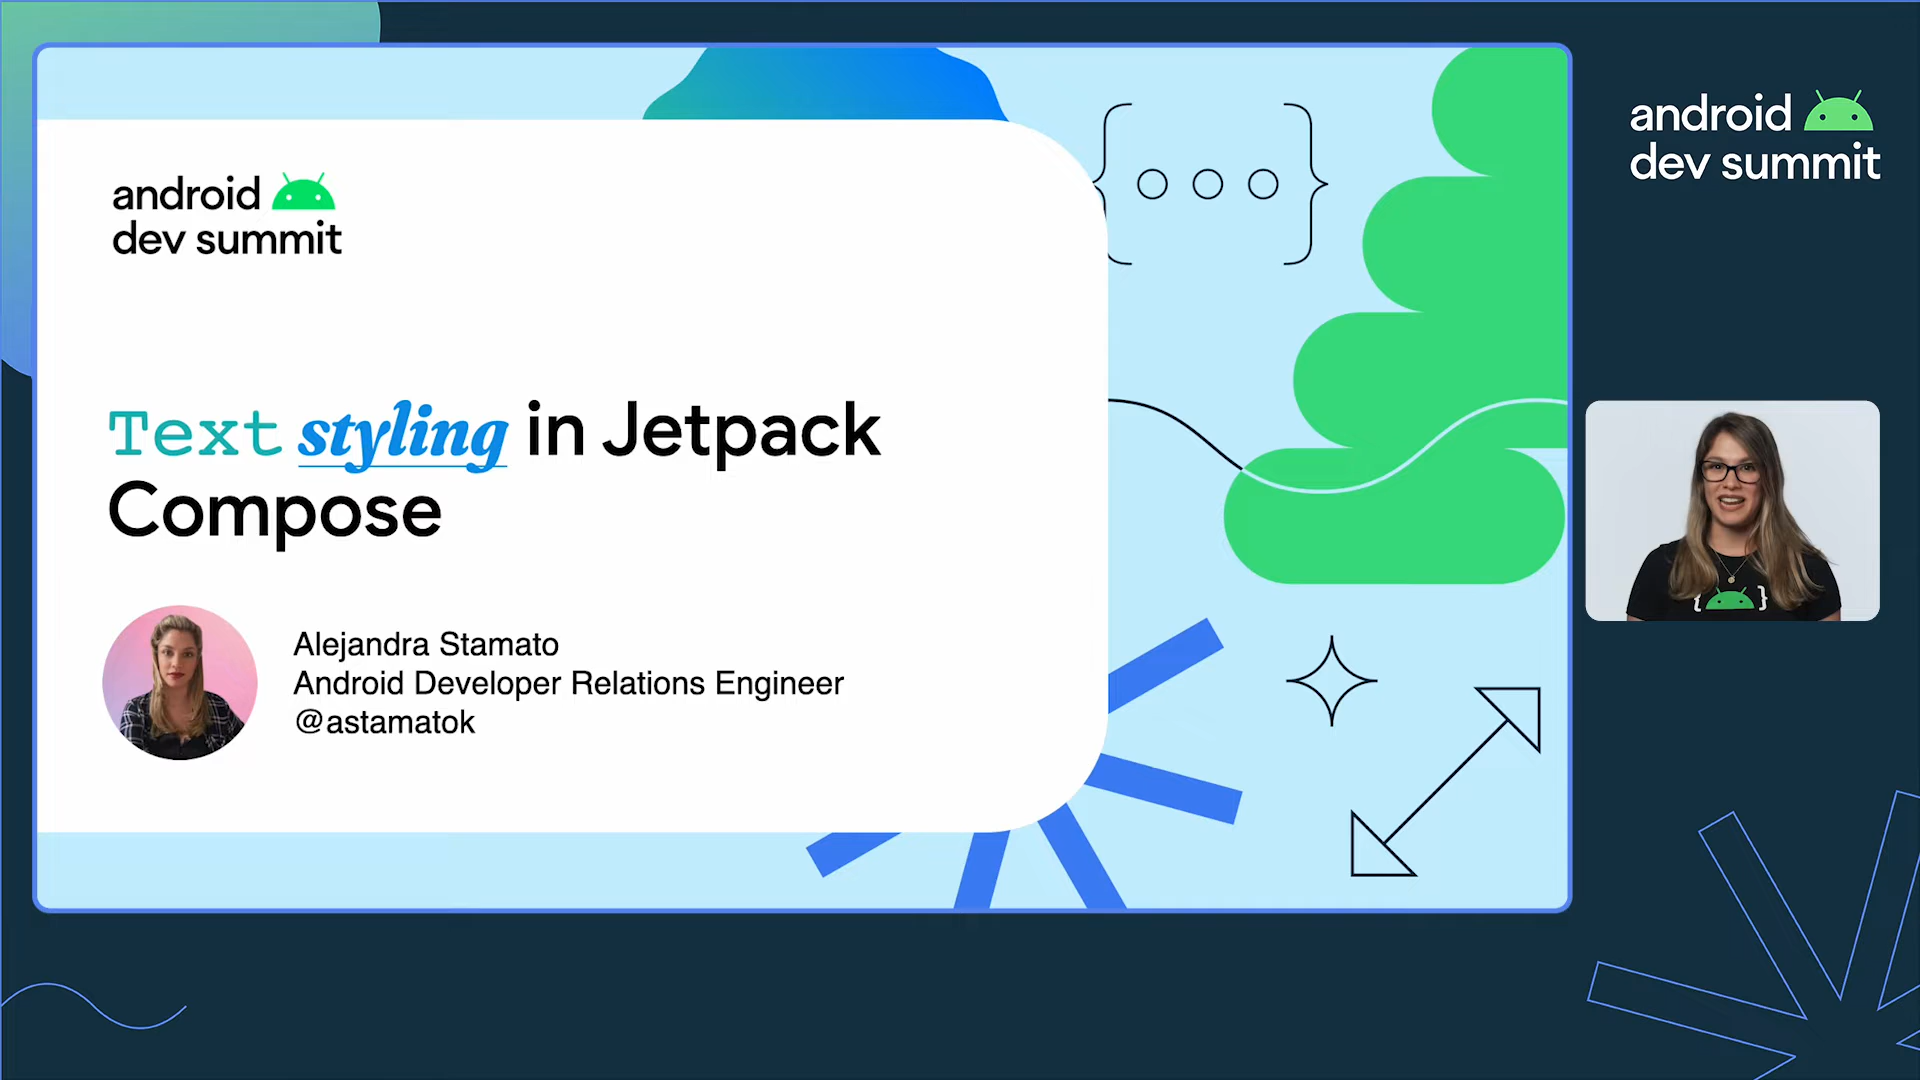 android
dev summit
Text styling in Jetpack
Compose
Alejandra Stamato
Android Developer Relations Engineer
@astamatok
android
dev summit